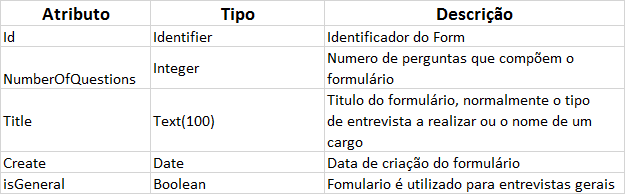 Atributo Tipo Descrição
Id Identifier Identificador do Form
NumberOfQuestions Integer Numero de perguntas que compõem o
formulário
Title Text(100) Titulo do formulário, normalmente o tipo
de entrevista a realizar ou o nome de um
cargo
Create Date Data de criação do formulário
isGeneral Boolean Fomulario é utilizado para entrevistas gerais